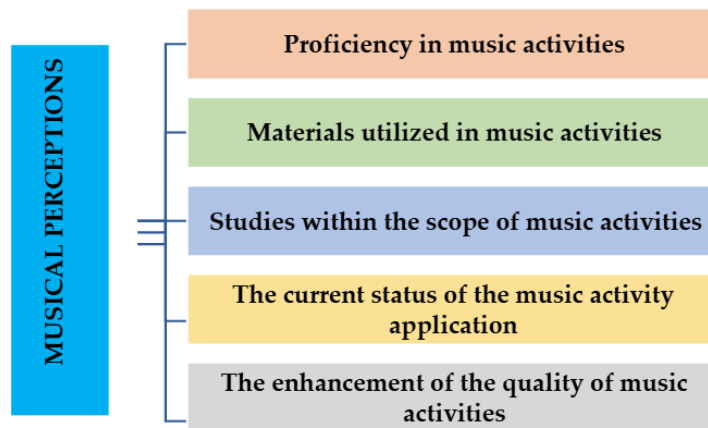 MUSICAL PERCEPTIONS
Proficiency in music activities
Materials utilized in music activities
Studies within the scope of music activities
The current status of the music activity
application
The enhancement of the quality of music
activities